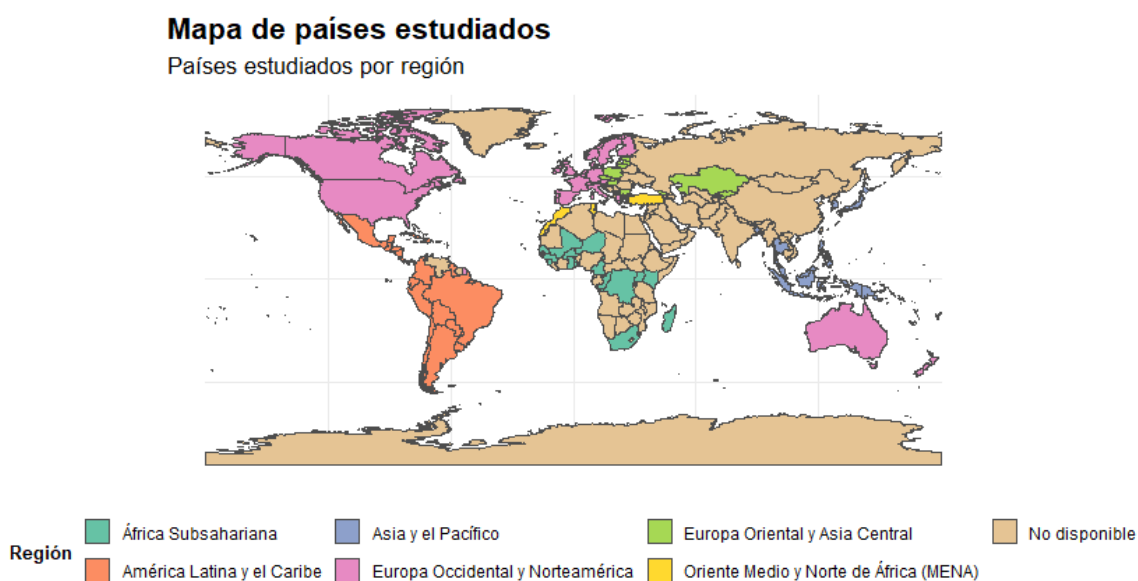 Mapa de países estudiados
Países estudiados por región
Región
África Subsahariana
Asia y el Pacífico
Europa Oriental y Asia Central
No disponible
América Latina y el Caribe
Europa Occidental y Norteamérica
Oriente Medio y Norte de África (MENA)